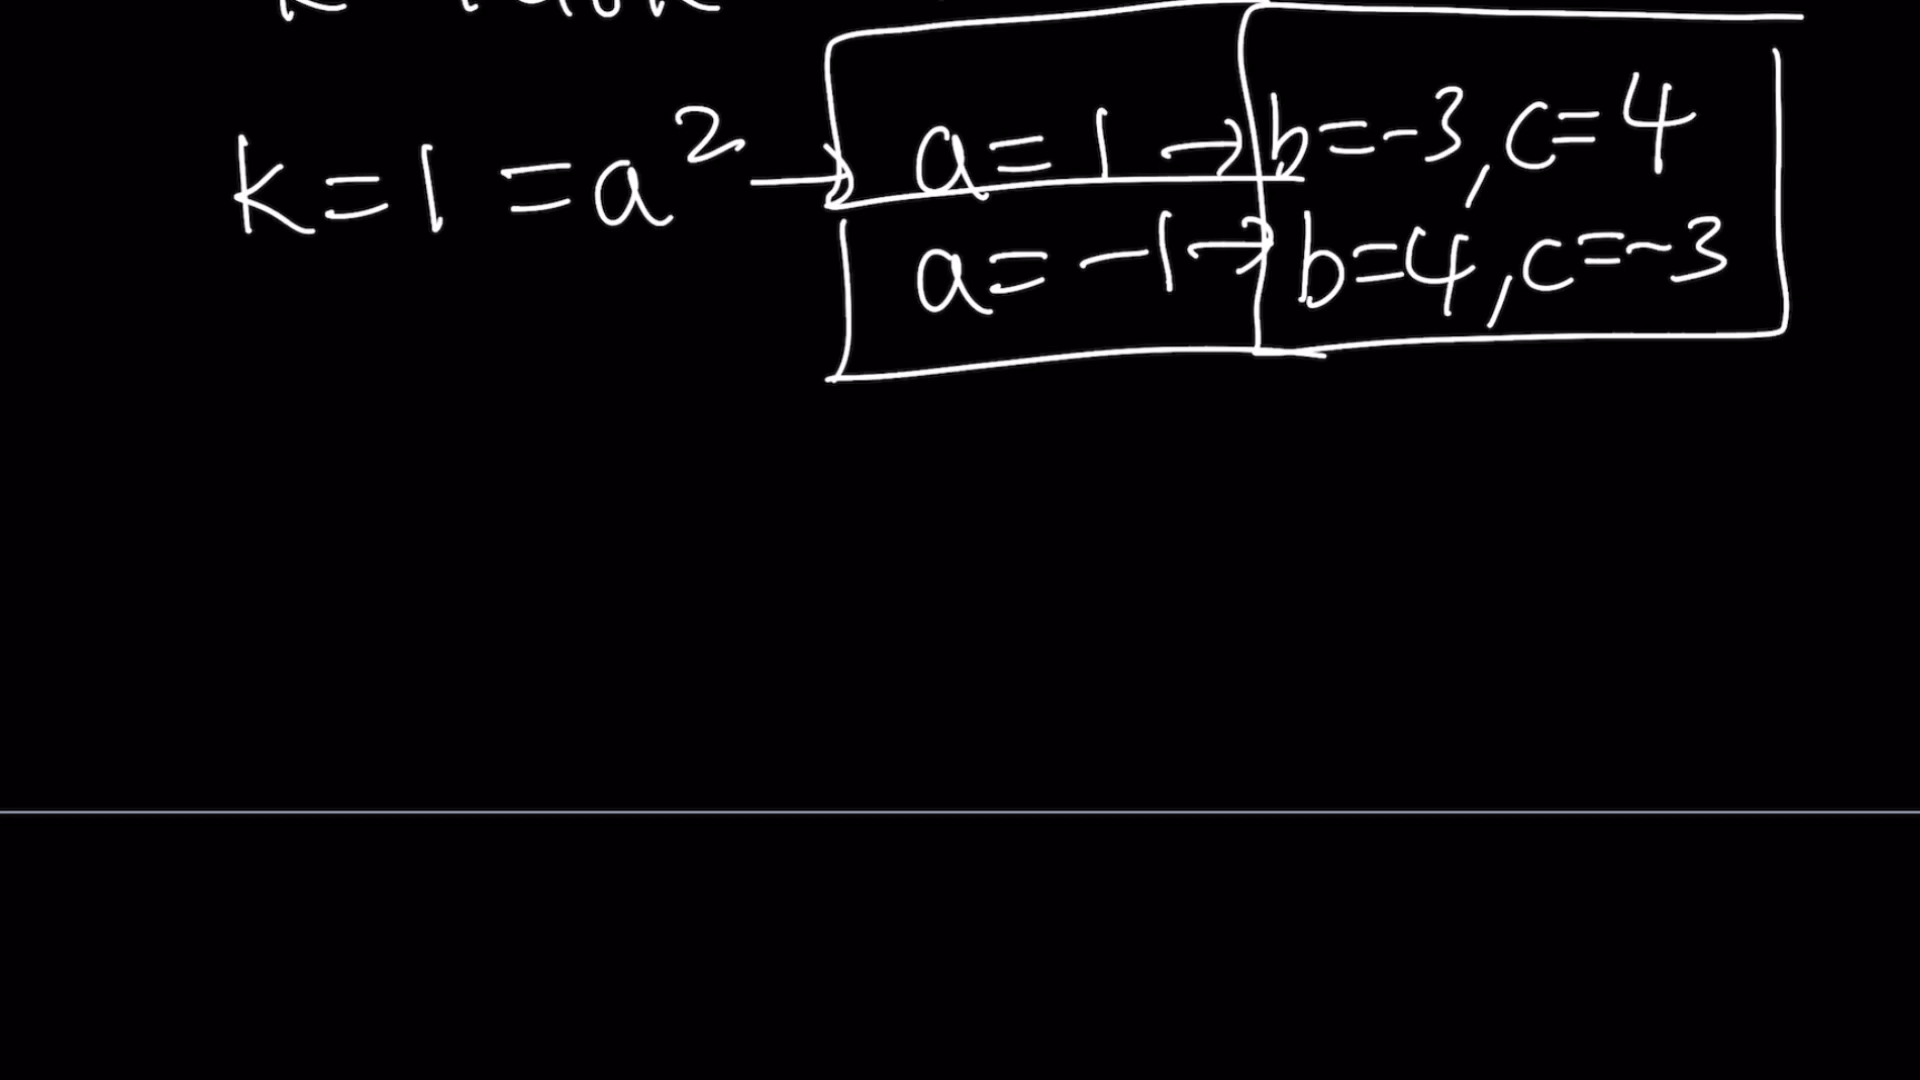 k=1=a² → a=1 → b=-3, c=4
a=-1 → b=4, c=-3